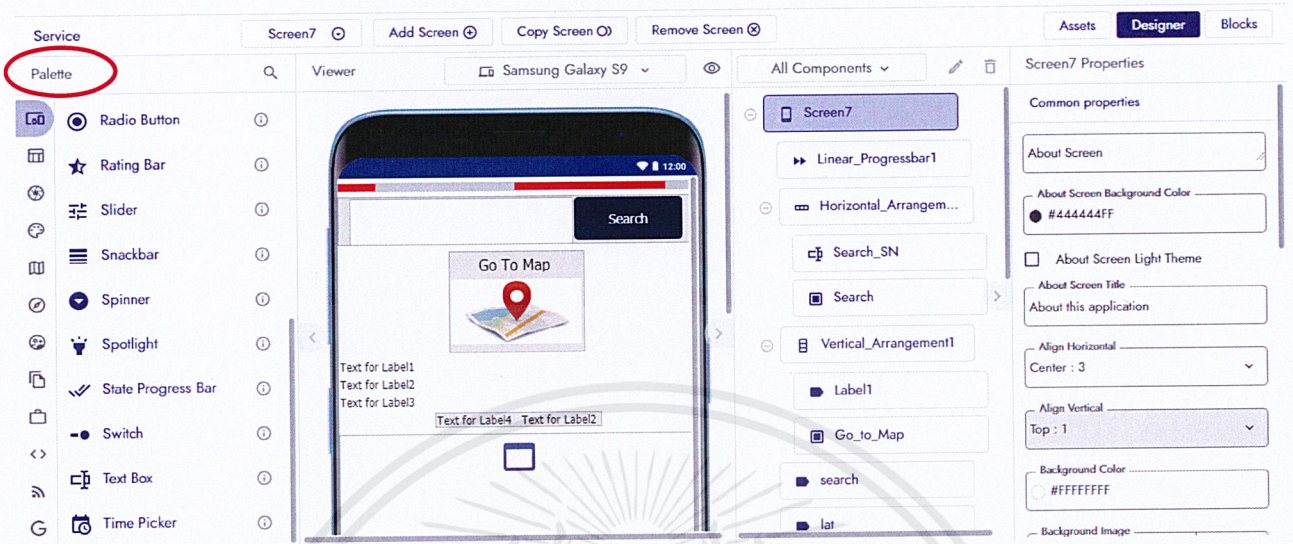 Service
Screen7
Add Screen
Copy Screen
Remove Screen
Assets
Designer
Blocks
Palette
Radio Button
Rating Bar
Slider
Snackbar
Spinner
Spotlight
State Progress Bar
Switch
Text Box
Time Picker
Viewer
Samsung Galaxy S9
12:00
Search
Go To Map
Text for Label1
Text for Label2
Text for Label3
Text for Label4 Text for Label2
All Components
Screen7
Linear_Progressbar1
Horizontal_Arrangem...
Search_SN
Search
Vertical_Arrangement1
Label1
Go_to_Map
search
lat
Screen7 Properties
Common properties
About Screen
About Screen Background Color
#444444FF
About Screen Light Theme
About Screen Title
About this application
Align Horizontal
Center : 3
Align Vertical
Top : 1
Background Color
#FFFFFFFF
Background Image